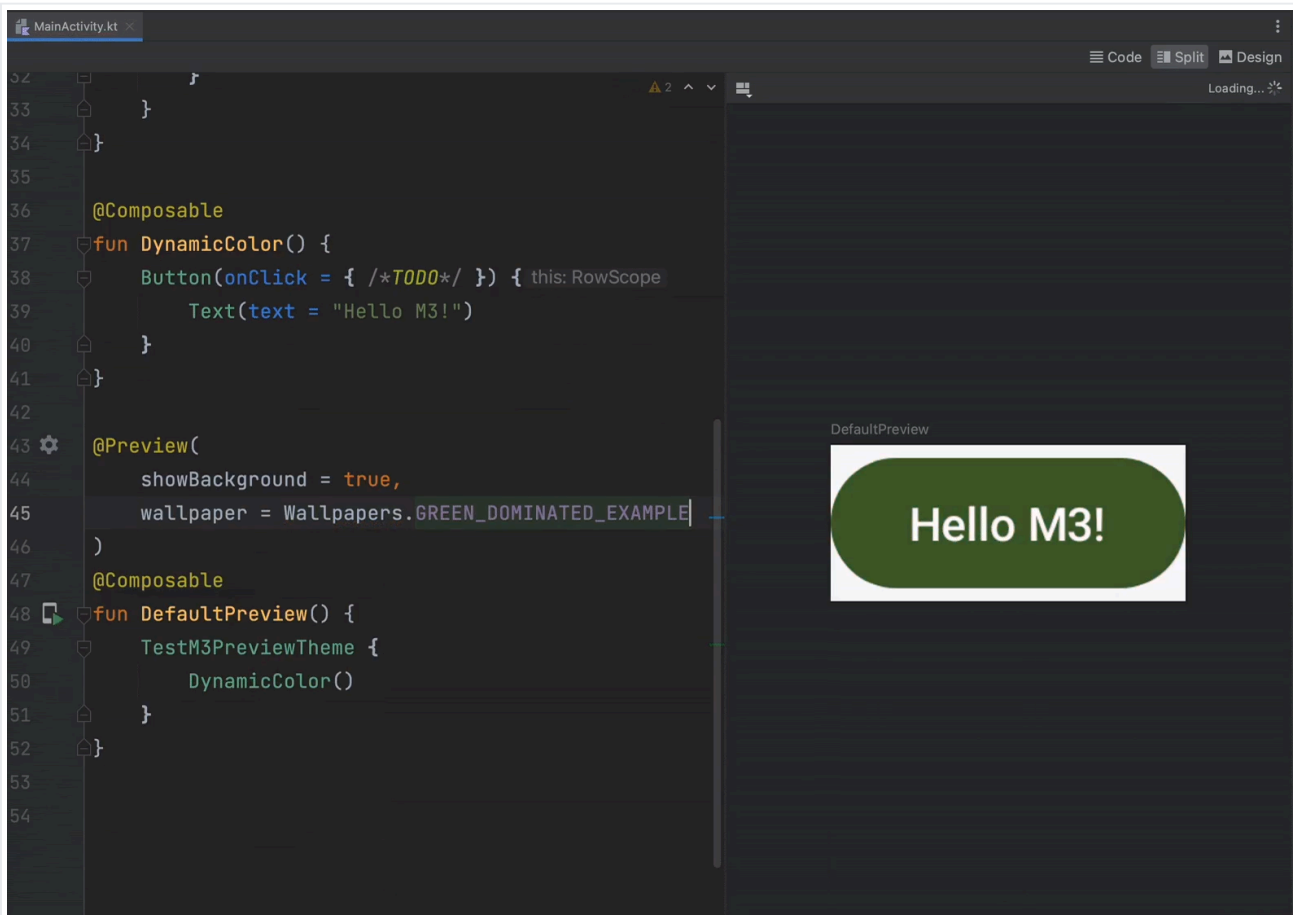 MainActivity.kt
Code Split Design
2
Loading...
32 }
33 }
34 }
35
36 @Composable
37 fun DynamicColor() {
38 Button(onClick = { /*TODO*/ }) { this: RowScope
39 Text(text = "Hello M3!")
40 }
41 }
42
43 @Preview(
44 showBackground = true,
45 wallpaper = Wallpapers.GREEN_DOMINATED_EXAMPLE
46 )
47 @Composable
48 fun DefaultPreview() {
49 TestM3PreviewTheme {
50 DynamicColor()
51 }
52 }
53
54
DefaultPreview
Hello M3!